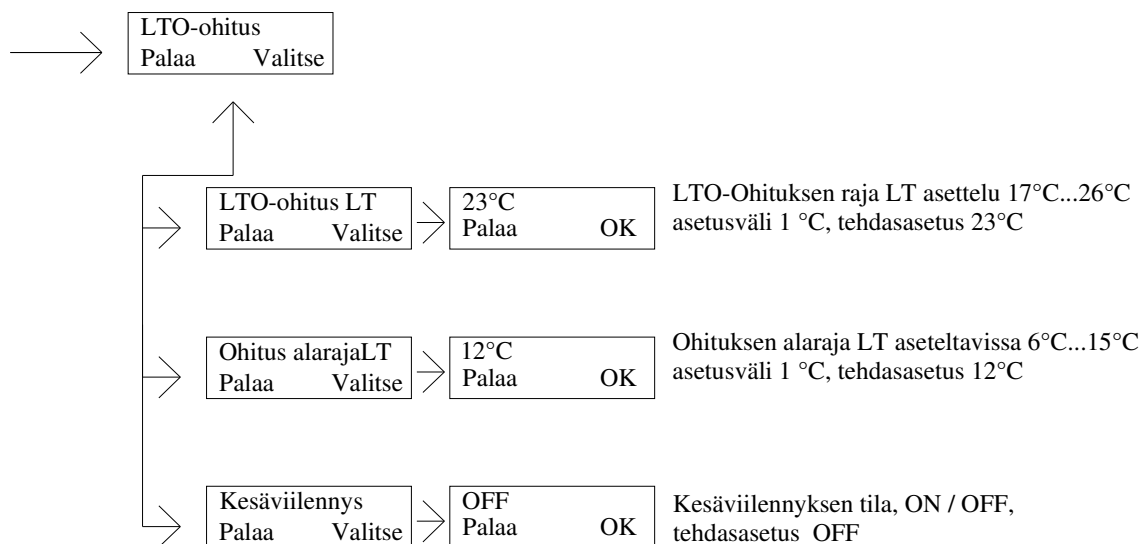 LTO-ohitus
Palaa Valitse
LTO-ohitus LT
Palaa Valitse
23°C
Palaa OK
LTO-Ohituksen raja LT asettelu 17°C...26°C
asetusväli 1 °C, tehdasasetus 23°C
Ohitus alarajaLT
Palaa Valitse
12°C
Palaa OK
Ohituksen alaraja LT aseteltavissa 6°C...15°C
asetusväli 1 °C, tehdasasetus 12°C
Kesäviilennys
Palaa Valitse
OFF
Palaa OK
Kesäviilennyksen tila, ON / OFF,
tehdasasetus OFF